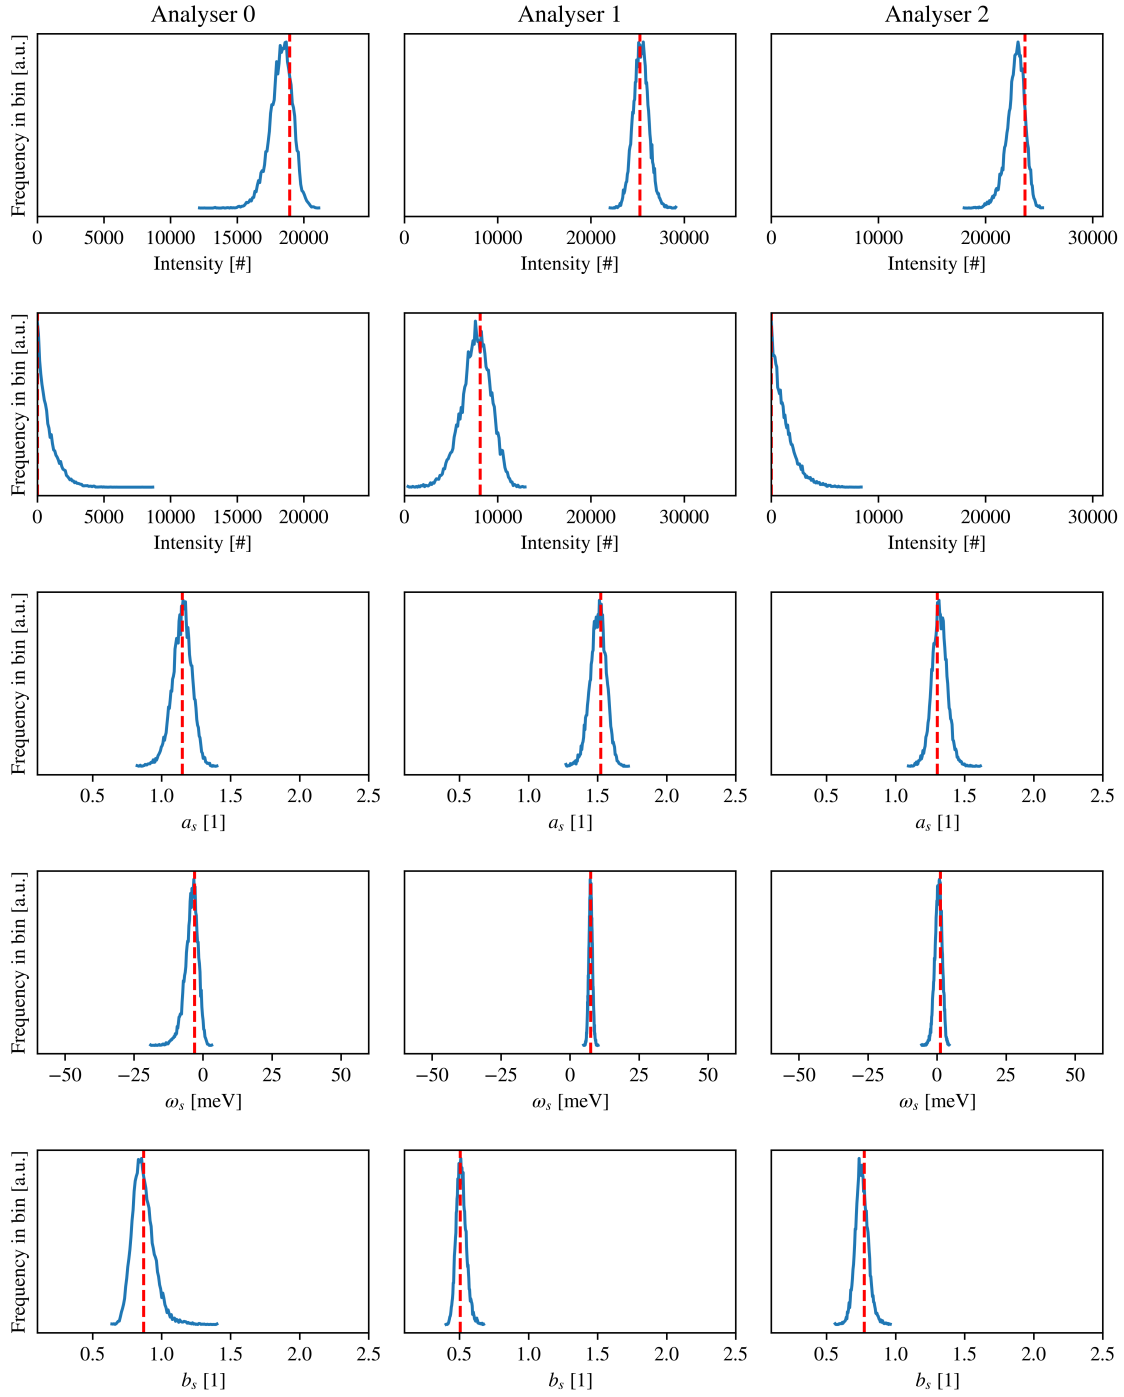 Analyser 0 Analyser 1 Analyser 2
Frequency in bin [a.u.]
0 5000 10000 15000 20000 0 10000 20000 30000 0 10000 20000 30000
Intensity [#] Intensity [#] Intensity [#]
Frequency in bin [a.u.]
0 5000 10000 15000 20000 0 10000 20000 30000 0 10000 20000 30000
Intensity [#] Intensity [#] Intensity [#]
Frequency in bin [a.u.]
0.5 1.0 1.5 2.0 2.5 0.5 1.0 1.5 2.0 2.5 0.5 1.0 1.5 2.0 2.5
a_s [1] a_s [1] a_s [1]
Frequency in bin [a.u.]
−50 −25 0 25 50 −50 −25 0 25 50 −50 −25 0 25 50
ω_s [meV] ω_s [meV] ω_s [meV]
Frequency in bin [a.u.]
0.5 1.0 1.5 2.0 2.5 0.5 1.0 1.5 2.0 2.5 0.5 1.0 1.5 2.0 2.5
b_s [1] b_s [1] b_s [1]